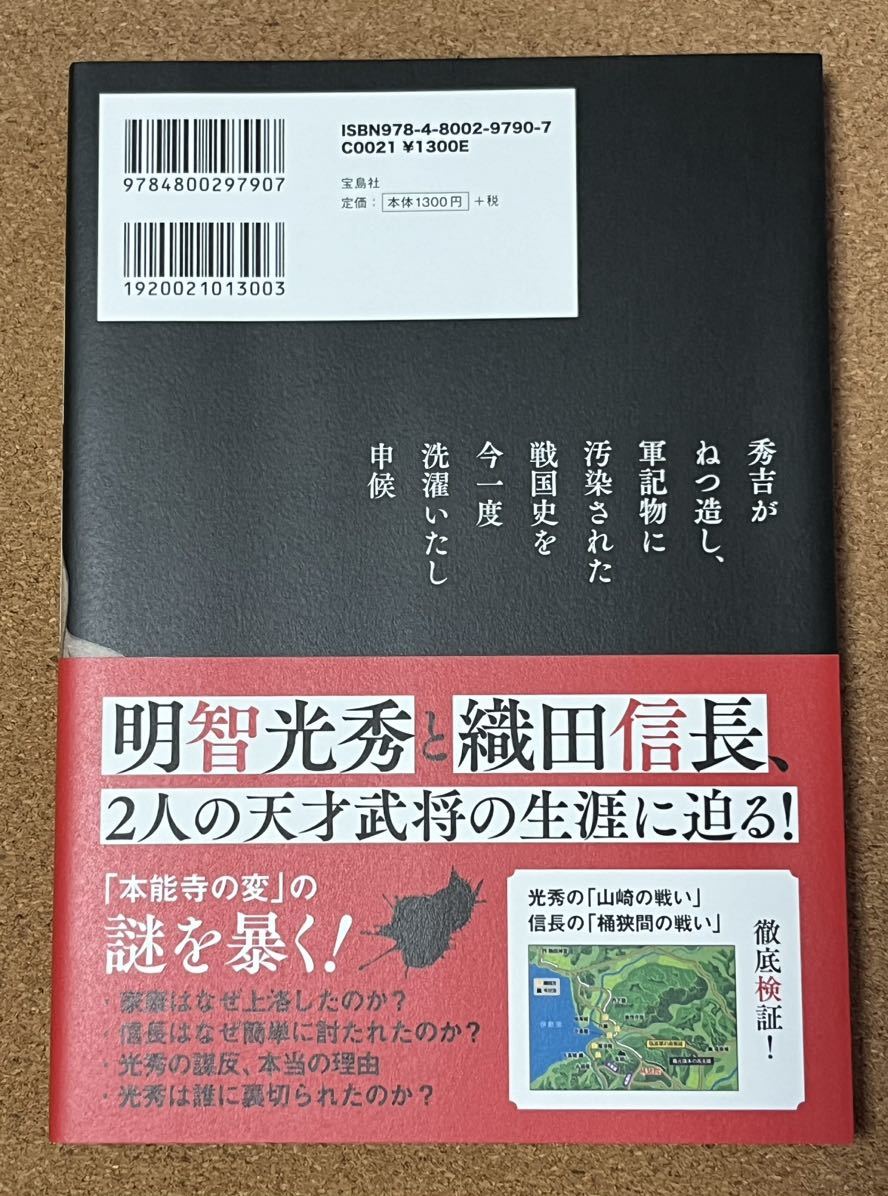 ISBN978-4-8002-9790-7
C0021 ¥1300E
9784800297907
宝島社
定価： 本体1300円 +税
1920021013003
秀吉が
ねつ造し、
軍記物に
汚染された
戦国史を
今一度
洗濯いたし
申候
明智光秀と織田信長、
2人の天才武将の生涯に迫る!
「本能寺の変」の
謎を暴く!
はなぜ上洛したのか?
・信長はなぜ簡単に討たれたのか?
・光秀の謀反、本当の理由
・光秀は誰に裏切られたのか?
光秀の「山崎の戦い」
信長の「桶狭間の戦い」
徹底検証!